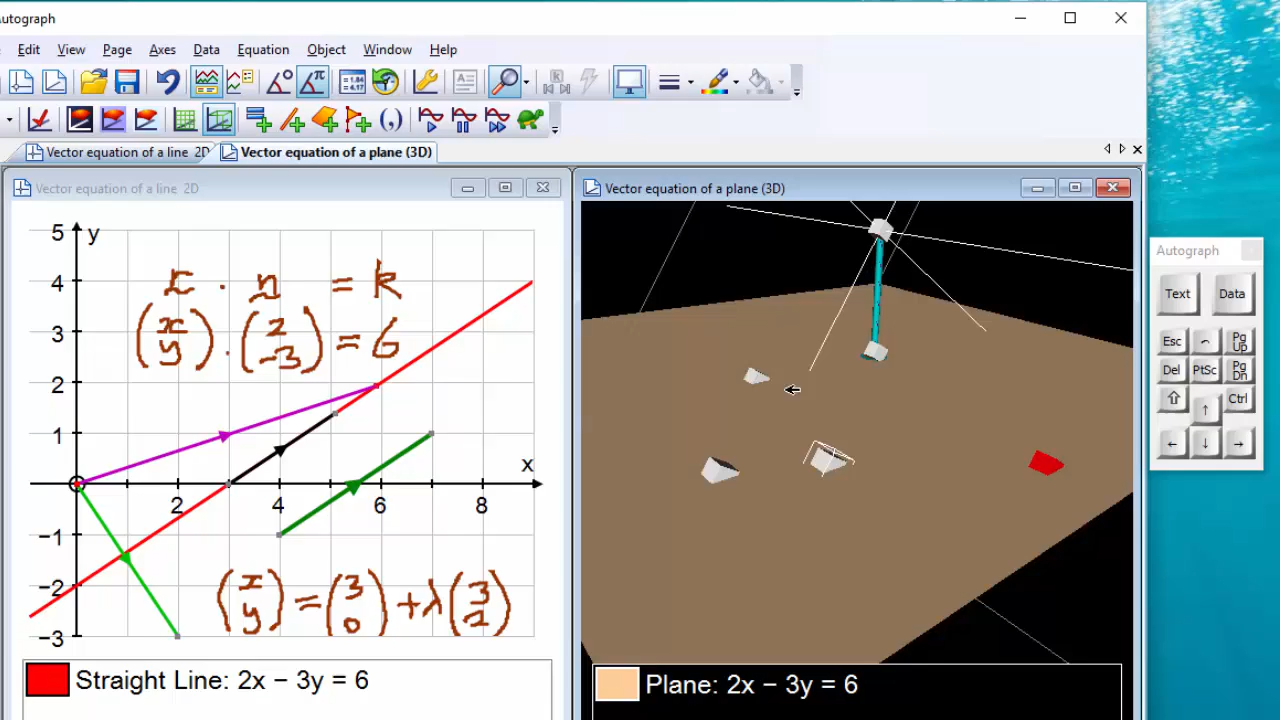 Autograph
Edit View Page Axes Data Equation Object Window Help
Vector equation of a line 2D
Vector equation of a plane (3D)
Vector equation of a line 2D
Vector equation of a plane (3D)
5 y
4
3
2
1
x
2 4 6 8
−1
−2
−3
r . n = k
(x y) . (2 −3) = 6
(x y) = (3 0) + λ (3 2)
Straight Line: 2x − 3y = 6
Plane: 2x − 3y = 6
Autograph
Text Data
Esc Pg Up
Del PtSc Pg Dn
Ctrl